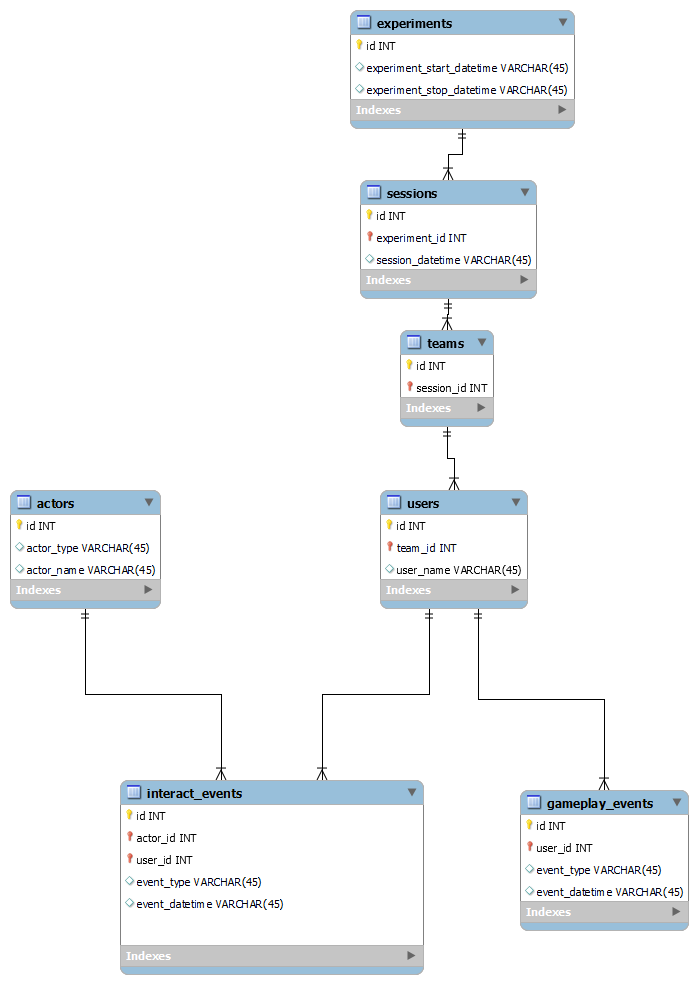 experiments
id INT
experiment_start_datetime VARCHAR(45)
experiment_stop_datetime VARCHAR(45)
Indexes
sessions
id INT
experiment_id INT
session_datetime VARCHAR(45)
Indexes
teams
id INT
session_id INT
Indexes
actors
id INT
actor_type VARCHAR(45)
actor_name VARCHAR(45)
Indexes
users
id INT
team_id INT
user_name VARCHAR(45)
Indexes
interact_events
id INT
actor_id INT
user_id INT
event_type VARCHAR(45)
event_datetime VARCHAR(45)
Indexes
gameplay_events
id INT
user_id INT
event_type VARCHAR(45)
event_datetime VARCHAR(45)
Indexes